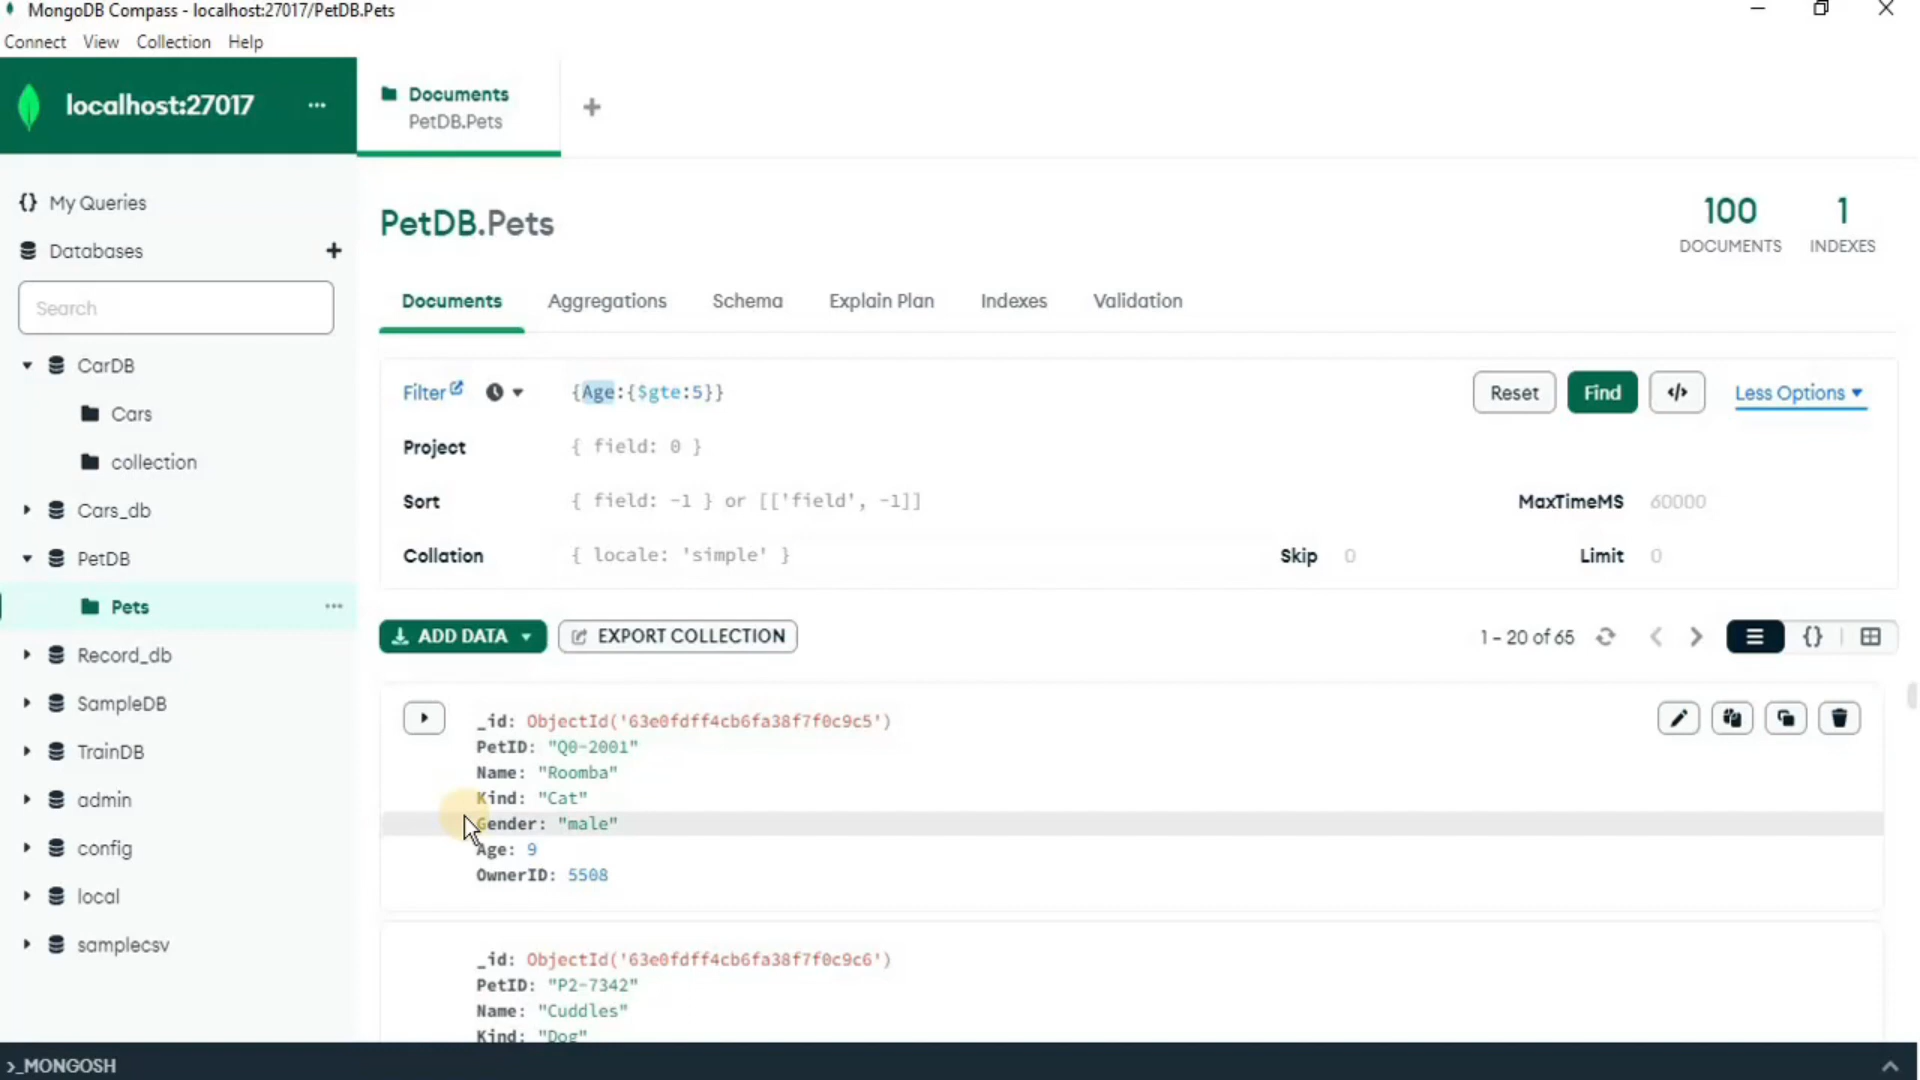 MongoDB Compass - localhost:27017/PetDB.Pets
Connect View Collection Help
localhost:27017 ...
Documents
PetDB.Pets
+
{} My Queries
Databases +
Search
CarDB
Cars
collection
Cars_db
PetDB
Pets ...
Record_db
SampleDB
TrainDB
admin
config
local
samplecsv
PetDB.Pets
100
DOCUMENTS
1
INDEXES
Documents Aggregations Schema Explain Plan Indexes Validation
Filter {Age:{$gte:5}} Reset Find </> Less Options
Project { field: 0 }
Sort { field: -1 } or [['field', -1]] MaxTimeMS 60000
Collation { locale: 'simple' } Skip 0 Limit 0
ADD DATA EXPORT COLLECTION 1 - 20 of 65 {}
_id: ObjectId('63e0fdff4cb6fa38f7f0c9c5')
PetID: "Q0-2001"
Name: "Roomba"
Kind: "Cat"
Gender: "male"
Age: 9
OwnerID: 5508
_id: ObjectId('63e0fdff4cb6fa38f7f0c9c6')
PetID: "P2-7342"
Name: "Cuddles"
Kind: "Dog"
>_MONGOSH